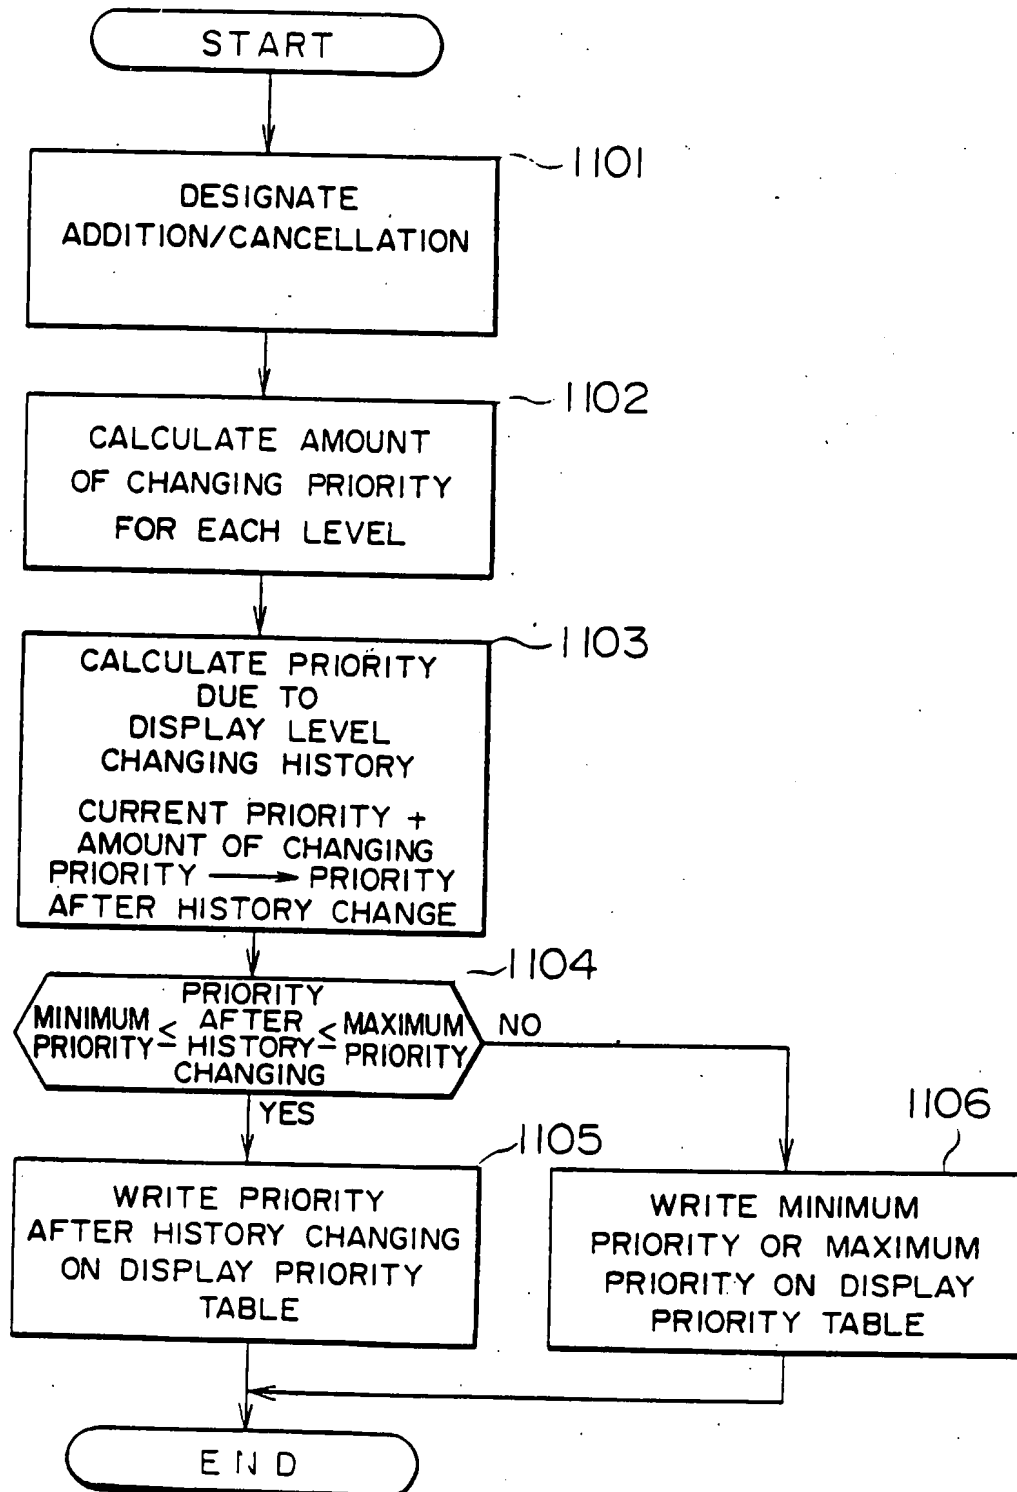 START
1101
DESIGNATE
ADDITION/CANCELLATION
1102
CALCULATE AMOUNT
OF CHANGING PRIORITY
FOR EACH LEVEL
1103
CALCULATE PRIORITY
DUE TO
DISPLAY LEVEL
CHANGING HISTORY
CURRENT PRIORITY +
AMOUNT OF CHANGING
PRIORITY → PRIORITY
AFTER HISTORY CHANGE
1104
MINIMUM
PRIORITY
≤
PRIORITY
AFTER
HISTORY
CHANGING
≤
MAXIMUM
PRIORITY
NO
YES
1105
WRITE PRIORITY
AFTER HISTORY CHANGING
ON DISPLAY PRIORITY
TABLE
1106
WRITE MINIMUM
PRIORITY OR MAXIMUM
PRIORITY ON DISPLAY
PRIORITY TABLE
END